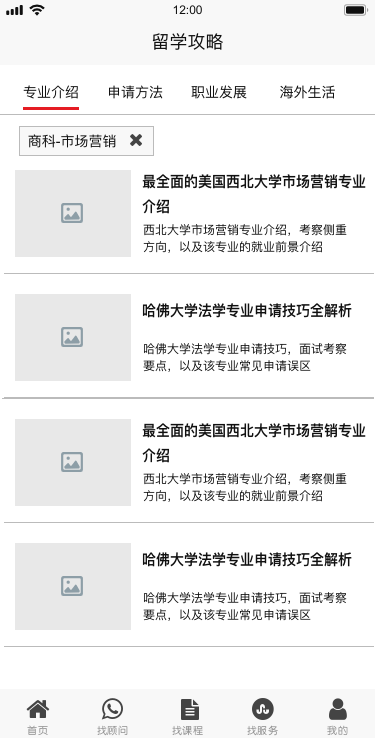 12:00
留学攻略
专业介绍 申请方法 职业发展 海外生活
商科-市场营销
最全面的美国西北大学市场营销专业
介绍
西北大学市场营销专业介绍，考察侧重
方向，以及该专业的就业前景介绍
哈佛大学法学专业申请技巧全解析
哈佛大学法学专业申请技巧，面试考察
要点，以及该专业常见申请误区
最全面的美国西北大学市场营销专业
介绍
西北大学市场营销专业介绍，考察侧重
方向，以及该专业的就业前景介绍
哈佛大学法学专业申请技巧全解析
哈佛大学法学专业申请技巧，面试考察
要点，以及该专业常见申请误区
首页 找顾问 找课程 找服务 我的